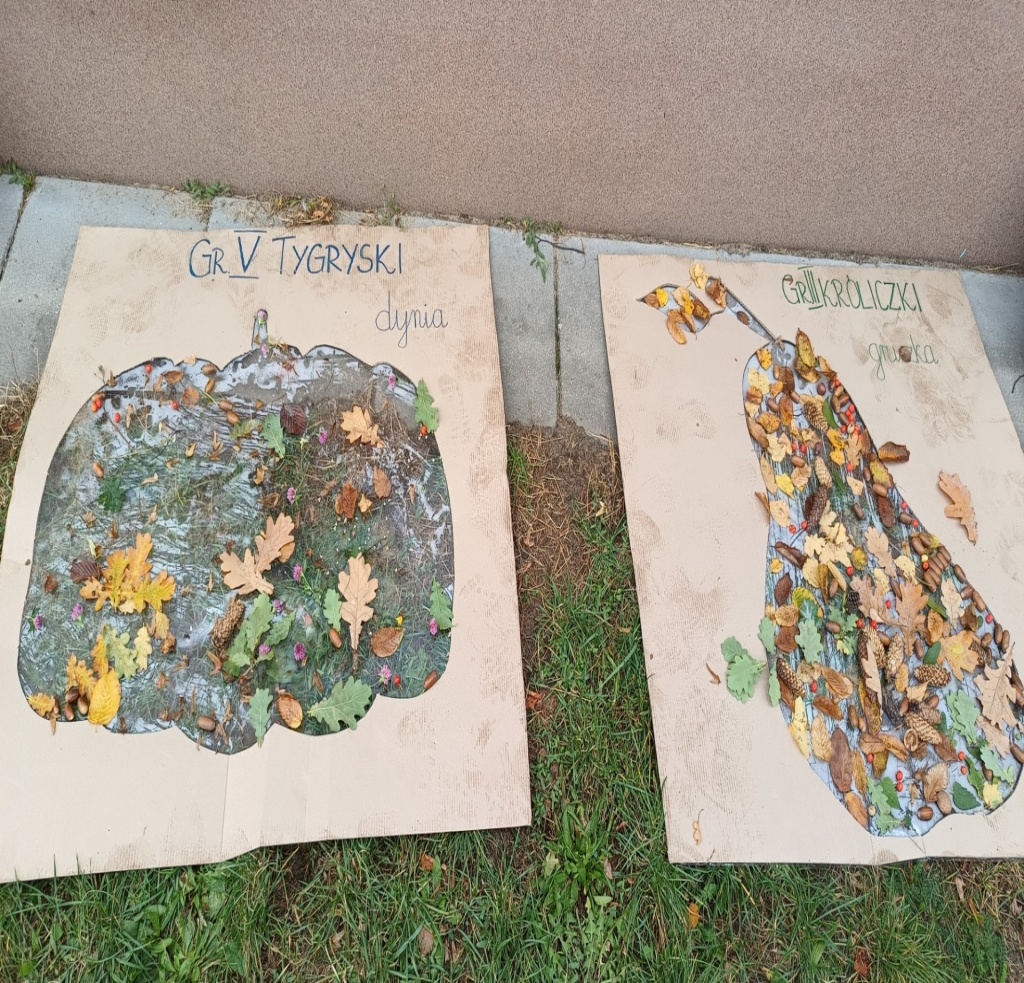 GR V TYGRYSKI
dynia
GR III KRÓLICZKI
gruszka